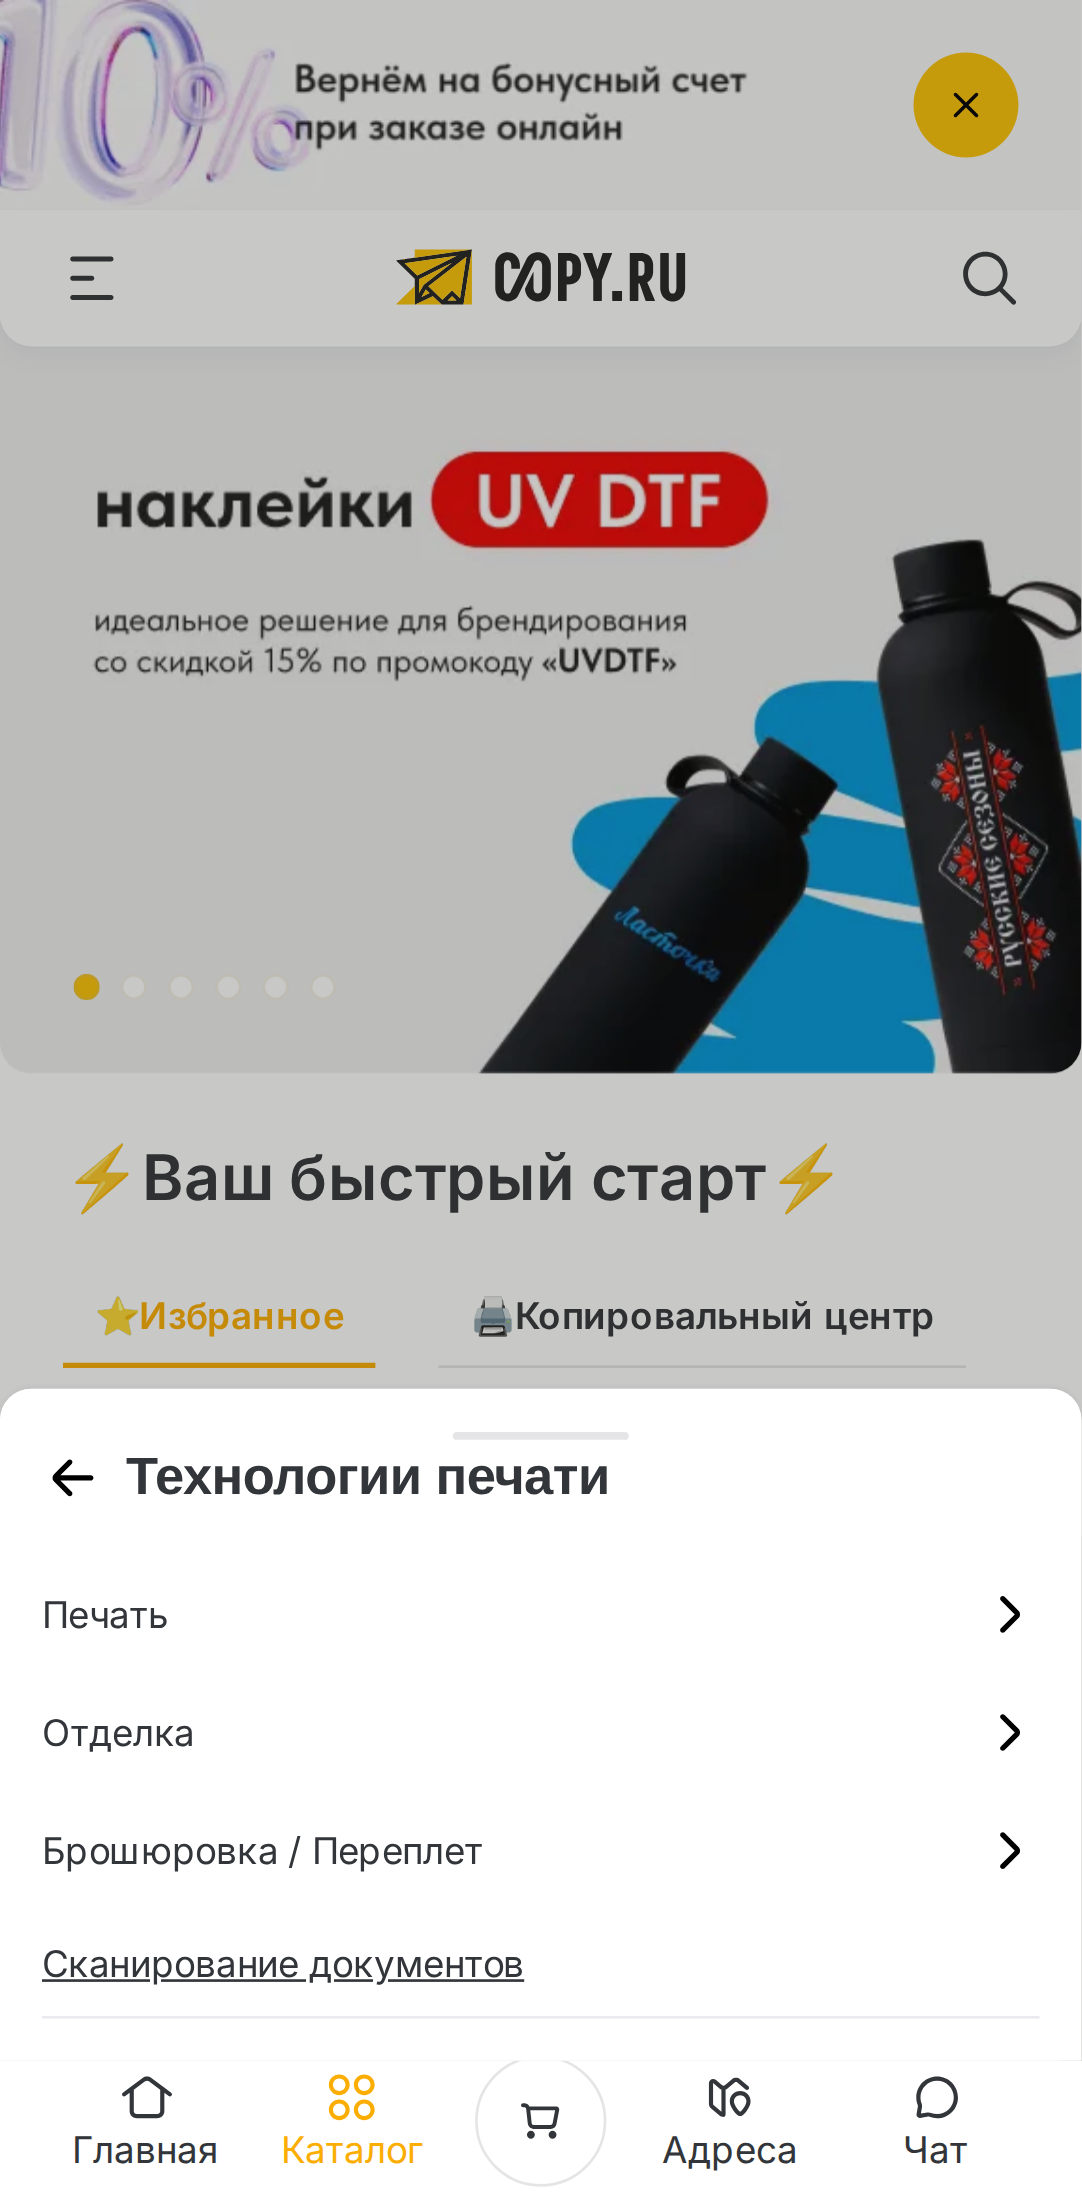 10%
Вернём на бонусный счет
при заказе онлайн
COPY.RU
наклейки UV DTF
идеальное решение для брендирования
со скидкой 15% по промокоду «UVDTF»
Ласточка
РУССКИЕ СЕЗОНЫ
⚡Ваш быстрый старт⚡
⭐Избранное
🖨️Копировальный центр
Технологии печати
Печать
Отделка
Брошюровка / Переплет
Сканирование документов
Главная
Каталог
Адреса
Чат